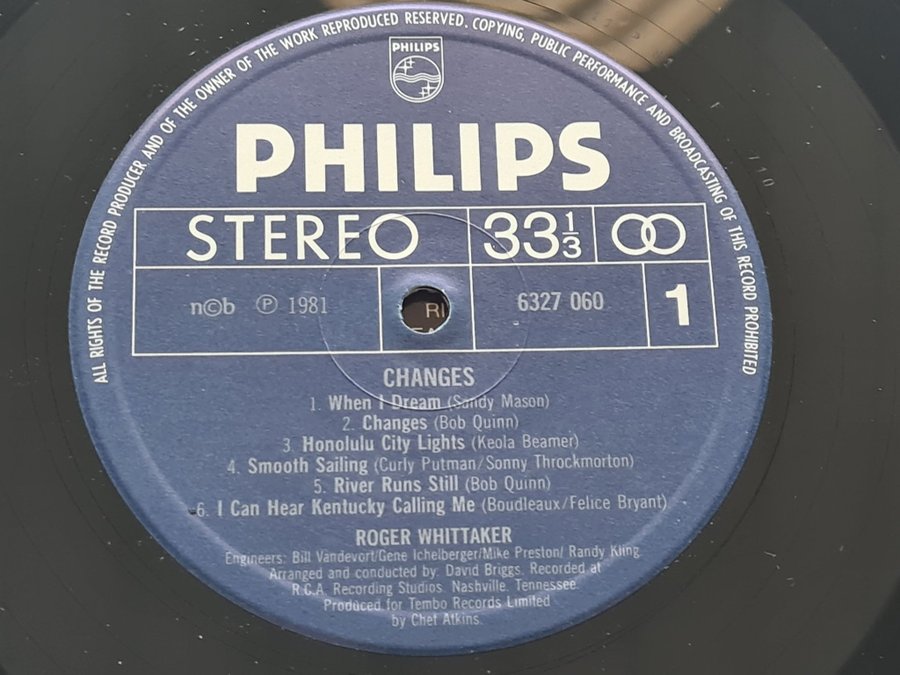 ALL RIGHTS OF THE RECORD PRODUCER AND OF THE OWNER OF THE WORK REPRODUCED RESERVED. COPYING, PUBLIC PERFORMANCE AND BROADCASTING OF THIS RECORD PROHIBITED
PHILIPS
PHILIPS
STEREO 33 1/3
n©b ℗ 1981 6327 060 1
RI
CHANGES
1. When I Dream (Sandy Mason)
2. Changes (Bob Quinn)
3. Honolulu City Lights (Keola Beamer)
4. Smooth Sailing (Curly Putman/Sonny Throckmorton)
5. River Runs Still (Bob Quinn)
6. I Can Hear Kentucky Calling Me (Boudleaux/Felice Bryant)
ROGER WHITTAKER
Engineers: Bill Vandevort/Gene Ichelberger/Mike Preston/ Randy Kling.
Arranged and conducted by: David Briggs. Recorded at
R.C.A. Recording Studios. Nashville. Tennessee.
Produced for Tembo Records Limited
by Chet Atkins.
110